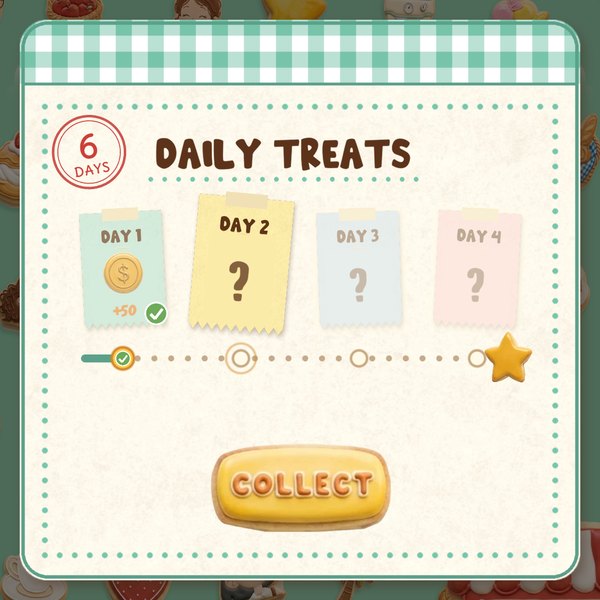 6
DAYS
DAILY TREATS
DAY 1
$
+50
DAY 2
?
DAY 3
?
DAY 4
?
COLLECT